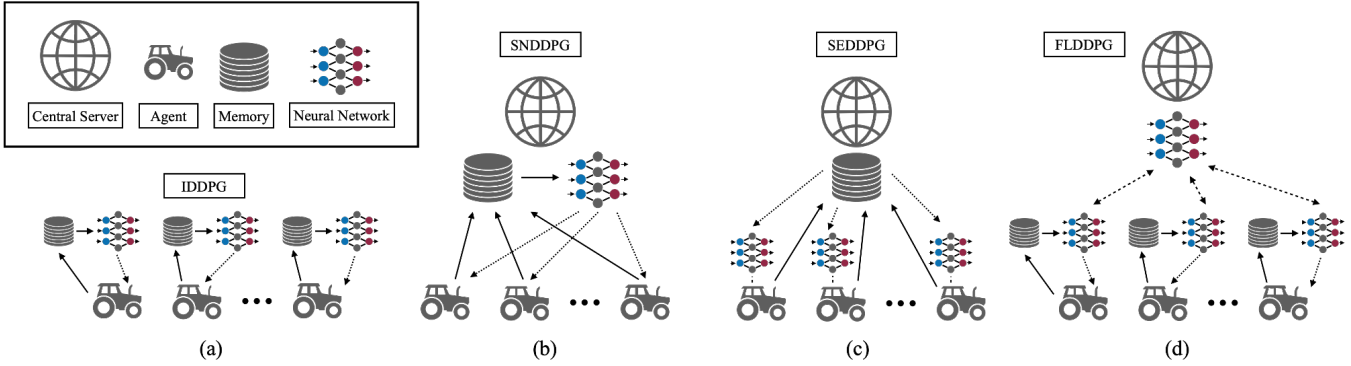 Central Server
Agent
Memory
Neural Network
IDDPG
(a)
SNDDPG
(b)
SEDDPG
(c)
FLDDPG
(d)